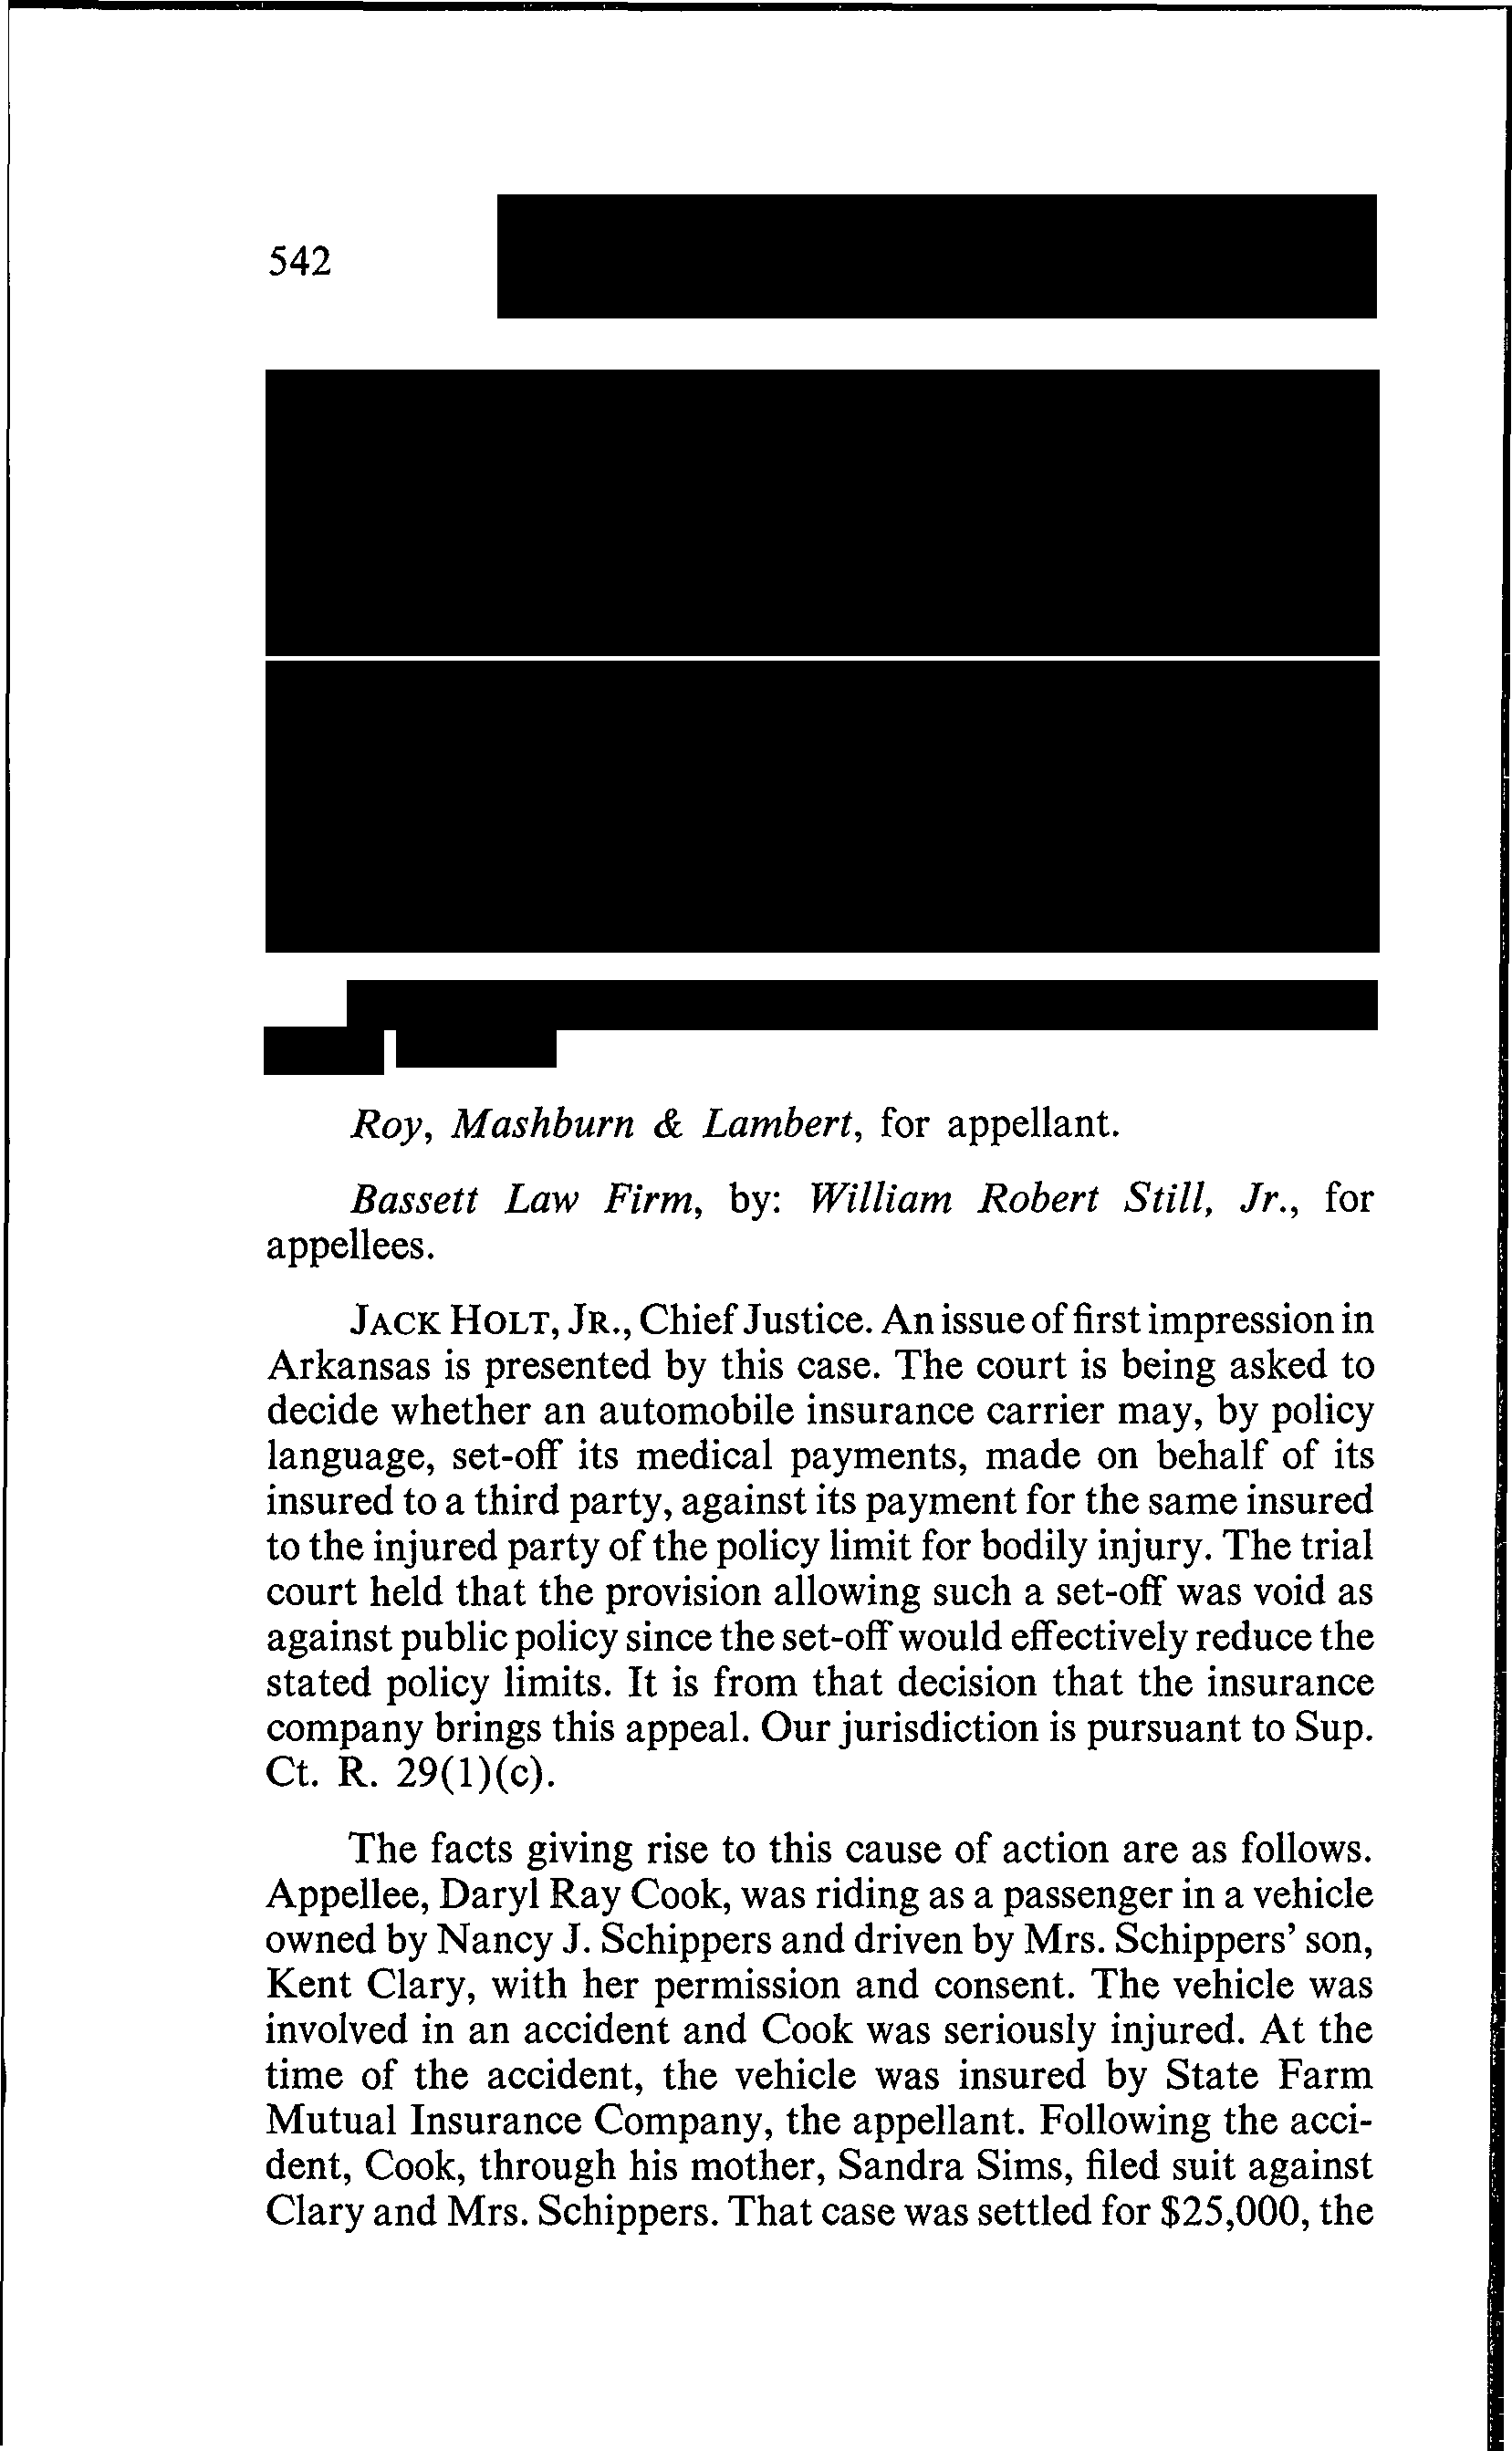 542
Roy, Mashburn & Lambert, for appellant.
Bassett Law Firm, by: William Robert Still, Jr., for
appellees.
JACK HOLT, JR., Chief Justice. An issue of first impression in
Arkansas is presented by this case. The court is being asked to
decide whether an automobile insurance carrier may, by policy
language, set-off its medical payments, made on behalf of its
insured to a third party, against its payment for the same insured
to the injured party of the policy limit for bodily injury. The trial
court held that the provision allowing such a set-off was void as
against public policy since the set-off would effectively reduce the
stated policy limits. It is from that decision that the insurance
company brings this appeal. Our jurisdiction is pursuant to Sup.
Ct. R. 29(1)(c).
The facts giving rise to this cause of action are as follows.
Appellee, Daryl Ray Cook, was riding as a passenger in a vehicle
owned by Nancy J. Schippers and driven by Mrs. Schippers' son,
Kent Clary, with her permission and consent. The vehicle was
involved in an accident and Cook was seriously injured. At the
time of the accident, the vehicle was insured by State Farm
Mutual Insurance Company, the appellant. Following the acci-
dent, Cook, through his mother, Sandra Sims, filed suit against
Clary and Mrs. Schippers. That case was settled for $25,000, the